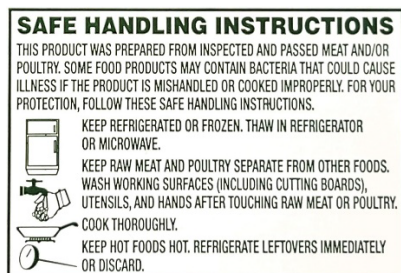 SAFE HANDLING INSTRUCTIONS
THIS PRODUCT WAS PREPARED FROM INSPECTED AND PASSED MEAT AND/OR
POULTRY. SOME FOOD PRODUCTS MAY CONTAIN BACTERIA THAT COULD CAUSE
ILLNESS IF THE PRODUCT IS MISHANDLED OR COOKED IMPROPERLY. FOR YOUR
PROTECTION, FOLLOW THESE SAFE HANDLING INSTRUCTIONS.
KEEP REFRIGERATED OR FROZEN. THAW IN REFRIGERATOR
OR MICROWAVE.
KEEP RAW MEAT AND POULTRY SEPARATE FROM OTHER FOODS.
WASH WORKING SURFACES (INCLUDING CUTTING BOARDS),
UTENSILS, AND HANDS AFTER TOUCHING RAW MEAT OR POULTRY.
COOK THOROUGHLY.
KEEP HOT FOODS HOT. REFRIGERATE LEFTOVERS IMMEDIATELY
OR DISCARD.